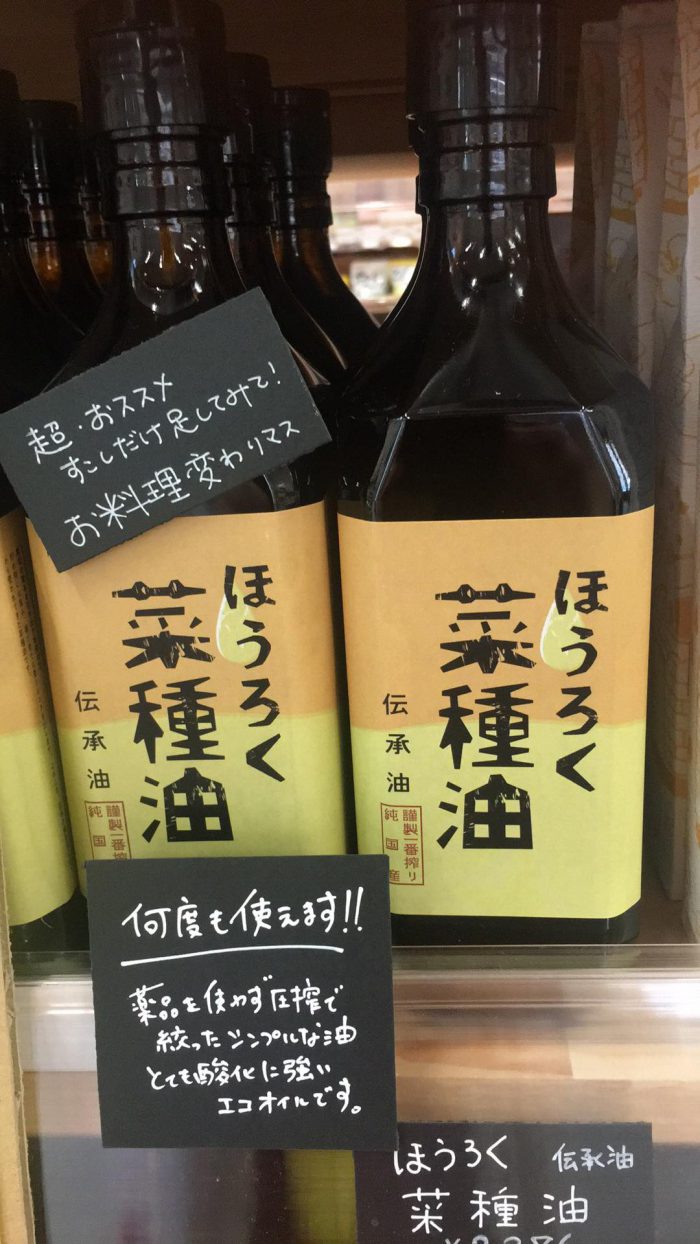 超・おススメ
すこしだけ足してみて!
お料理変わりマス
ほうろく
菜種油
伝承油
謹製一番搾り
純国
ほうろく
菜種油
伝承油
謹製一番搾り
純国産
何度も使えます!!
薬品を使わず圧搾で
絞ったシンプルな油
とても酸化に強い
エコオイルです。
ほうろく 伝承油
菜種油